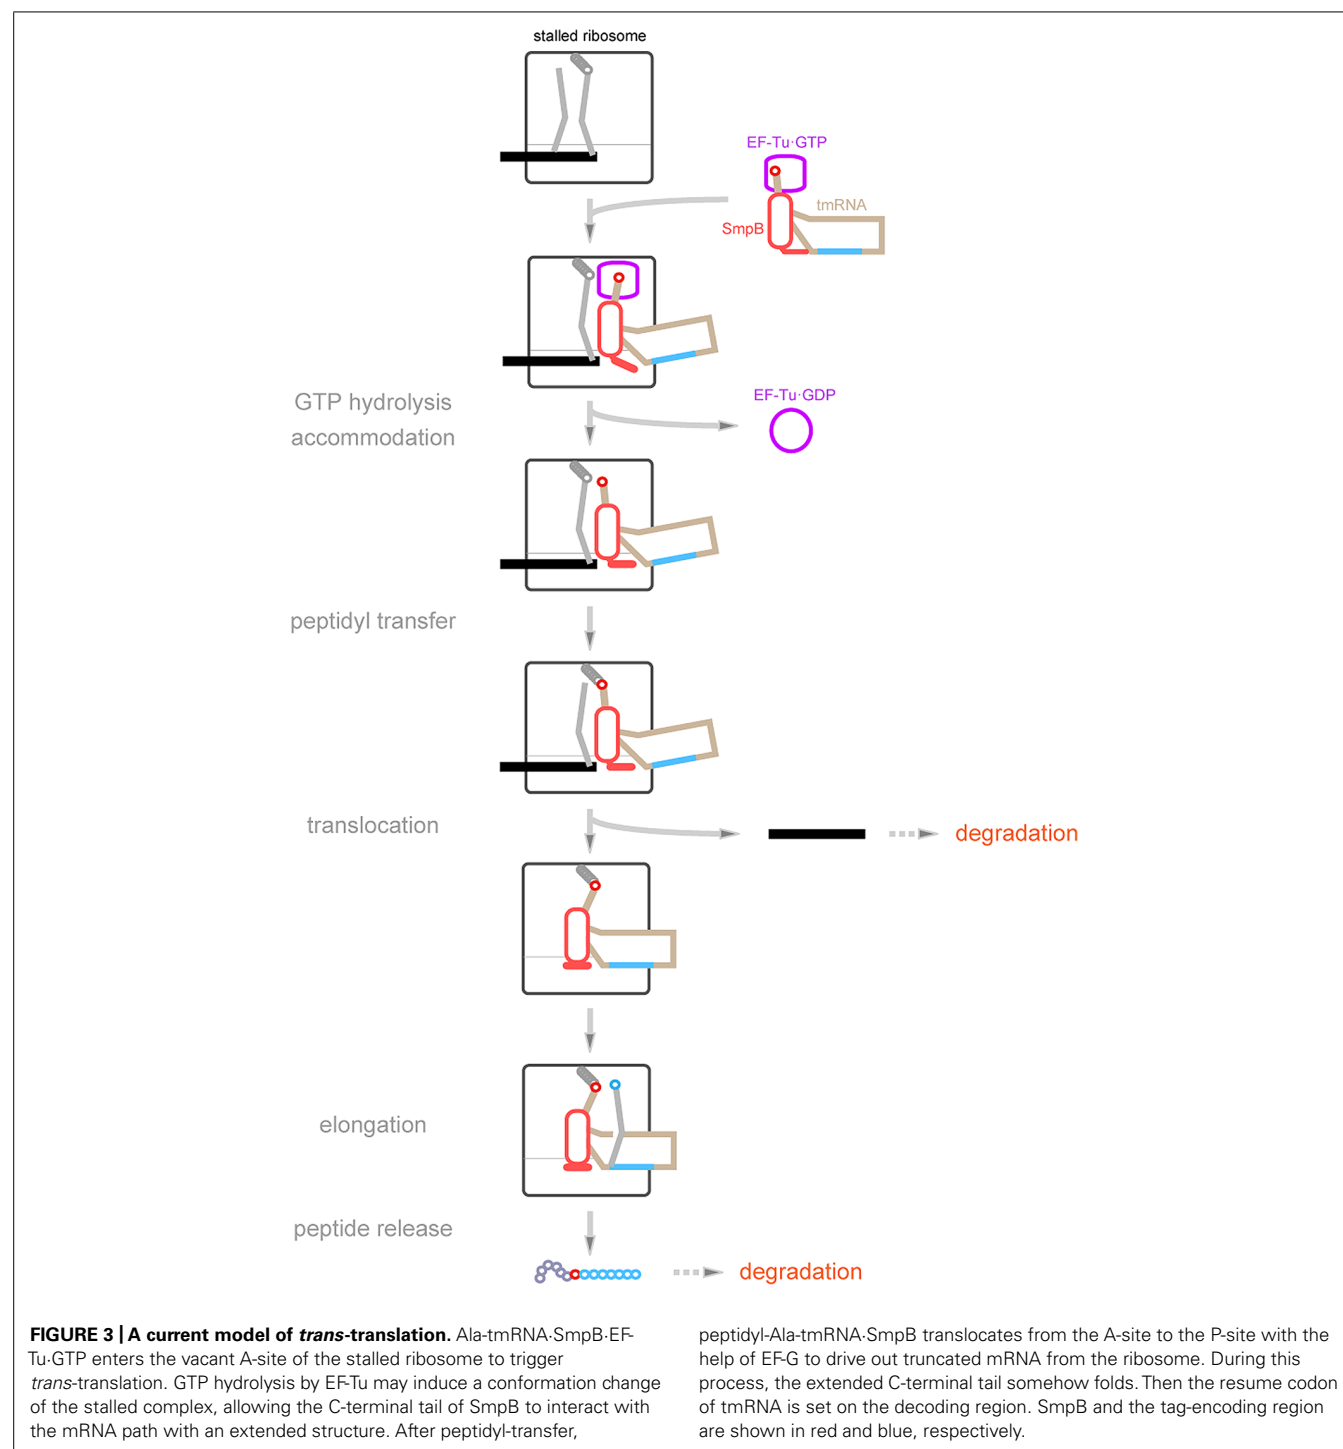 stalled ribosome
EF-Tu·GTP
tmRNA
SmpB
GTP hydrolysis
accommodation
EF-Tu·GDP
peptidyl transfer
translocation
degradation
elongation
peptide release
degradation
FIGURE 3 | A current model of trans-translation. Ala-tmRNA·SmpB·EF-
Tu·GTP enters the vacant A-site of the stalled ribosome to trigger
trans-translation. GTP hydrolysis by EF-Tu may induce a conformation change
of the stalled complex, allowing the C-terminal tail of SmpB to interact with
the mRNA path with an extended structure. After peptidyl-transfer,
peptidyl-Ala-tmRNA·SmpB translocates from the A-site to the P-site with the
help of EF-G to drive out truncated mRNA from the ribosome. During this
process, the extended C-terminal tail somehow folds. Then the resume codon
of tmRNA is set on the decoding region. SmpB and the tag-encoding region
are shown in red and blue, respectively.